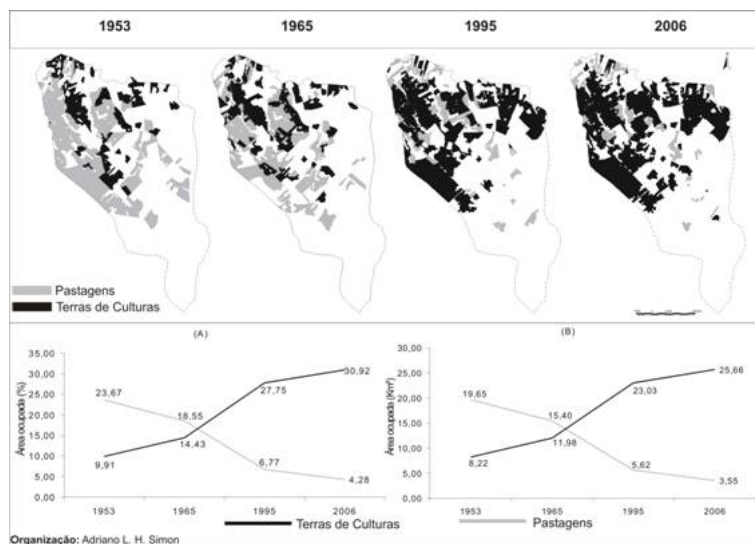 1953 1965 1995 2006
Pastagens
Terras de Culturas
(A) (B)
Área ocupada (%)
35,00
30,00
25,00
20,00
15,00
10,00
5,00
0,00
23,67 18,55 6,77 4,28
9,91 14,43 27,75 30,92
1953 1965 1995 2006
Área ocupada (Km²)
30,00
25,00
20,00
15,00
10,00
5,00
0,00
19,65 15,40 5,62 3,55
8,22 11,98 23,03 25,66
1953 1965 1995 2006
Terras de Culturas Pastagens
Organização: Adriano L. H. Simon